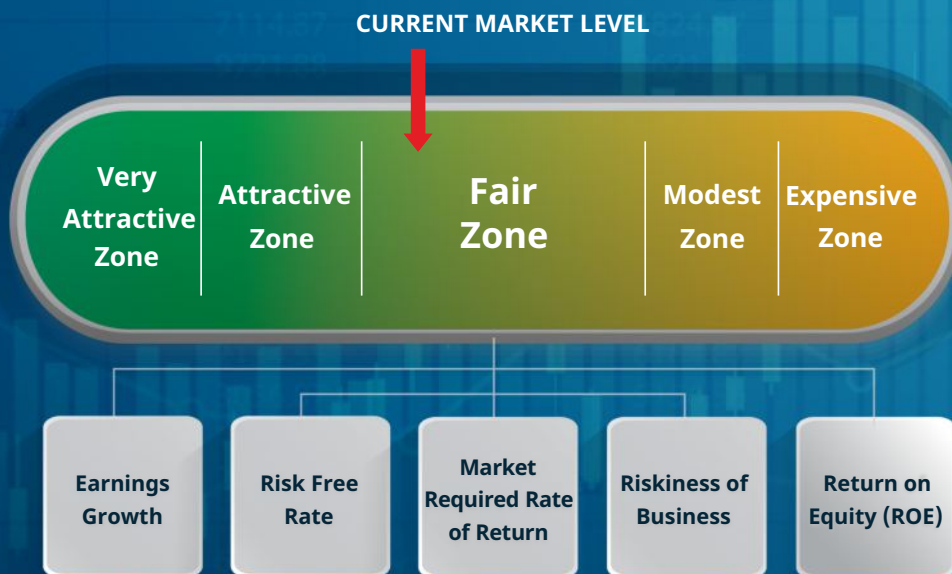 CURRENT MARKET LEVEL
Very
Attractive
Zone
Attractive
Zone
Fair
Zone
Modest
Zone
Expensive
Zone
Earnings
Growth
Risk Free
Rate
Market
Required Rate
of Return
Riskiness of
Business
Return on
Equity (ROE)